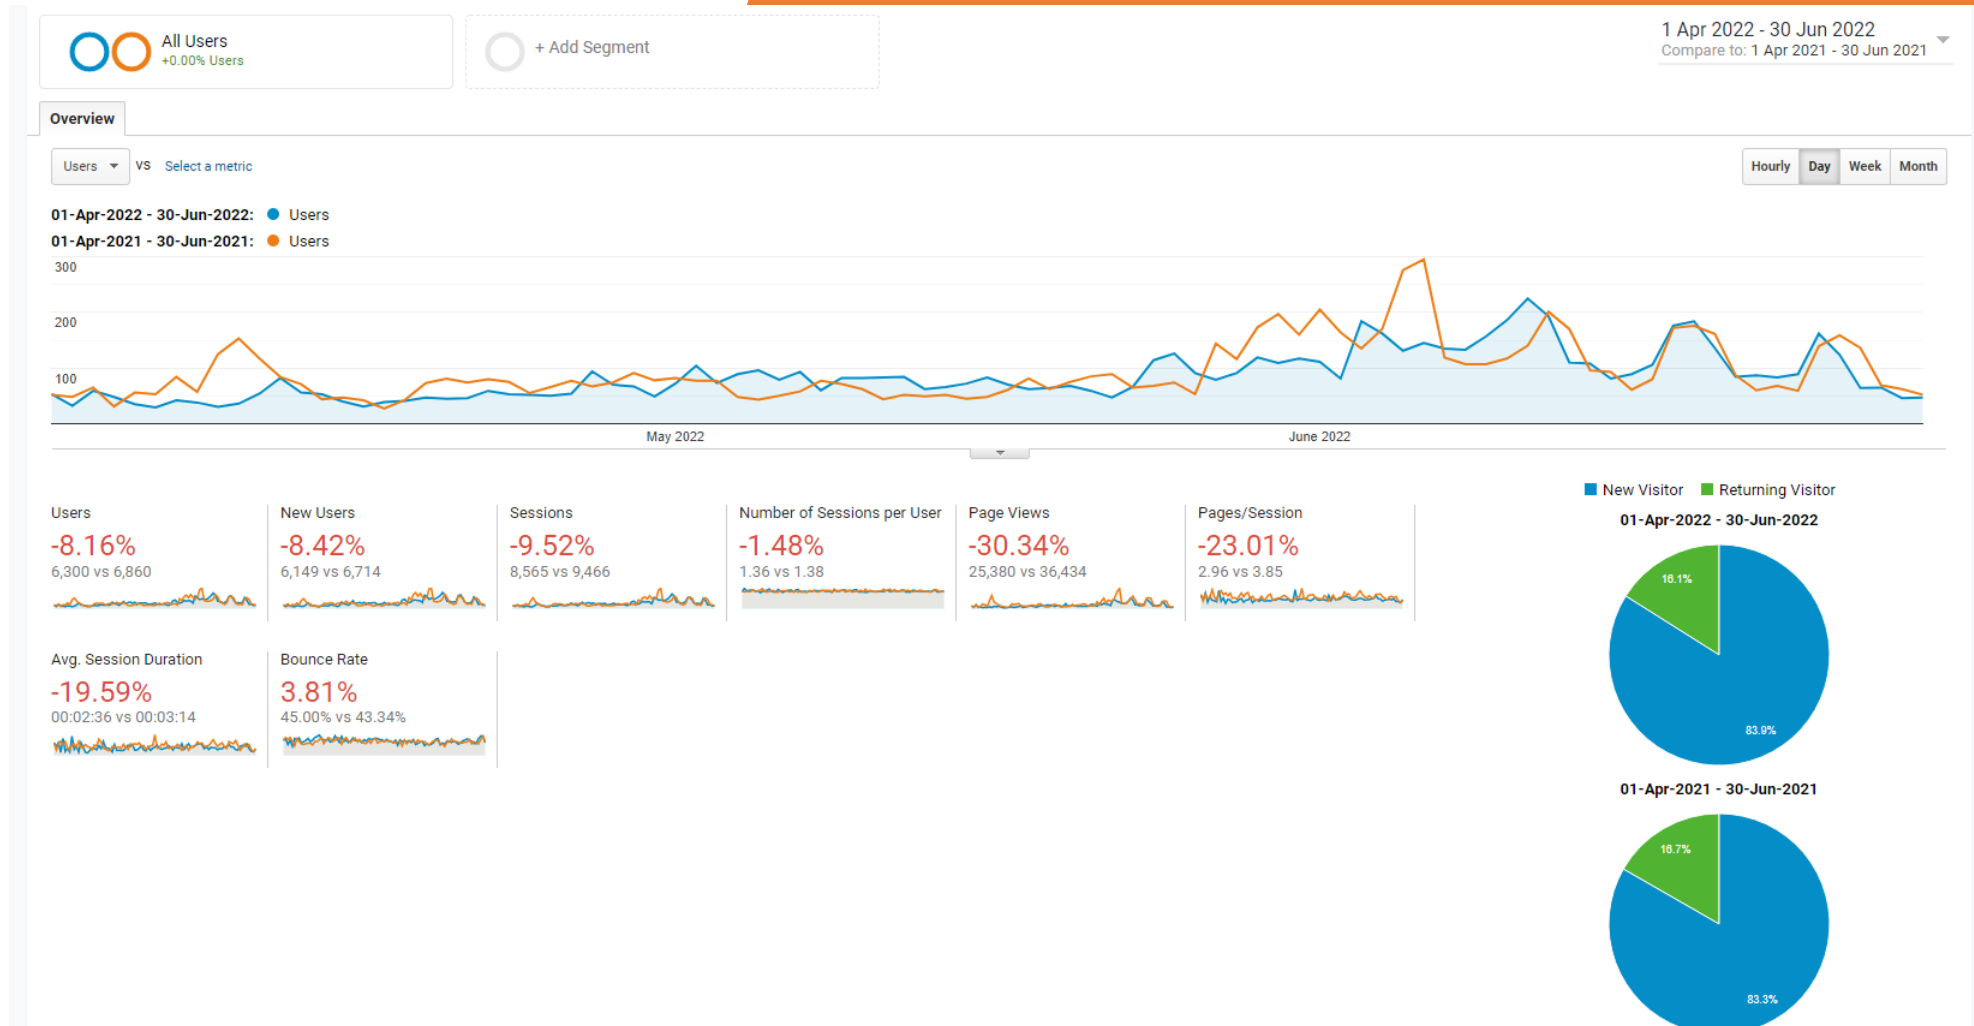 All Users
+0.00% Users
+ Add Segment
1 Apr 2022 - 30 Jun 2022
Compare to: 1 Apr 2021 - 30 Jun 2021
Overview
Users VS Select a metric
Hourly Day Week Month
01-Apr-2022 - 30-Jun-2022: Users
01-Apr-2021 - 30-Jun-2021: Users
300
200
100
May 2022 June 2022
New Visitor Returning Visitor
Users
-8.16%
6,300 vs 6,860
New Users
-8.42%
6,149 vs 6,714
Sessions
-9.52%
8,565 vs 9,466
Number of Sessions per User
-1.48%
1.36 vs 1.38
Page Views
-30.34%
25,380 vs 36,434
Pages/Session
-23.01%
2.96 vs 3.85
Avg. Session Duration
-19.59%
00:02:36 vs 00:03:14
Bounce Rate
3.81%
45.00% vs 43.34%
01-Apr-2022 - 30-Jun-2022
16.1%
83.9%
01-Apr-2021 - 30-Jun-2021
16.7%
83.3%